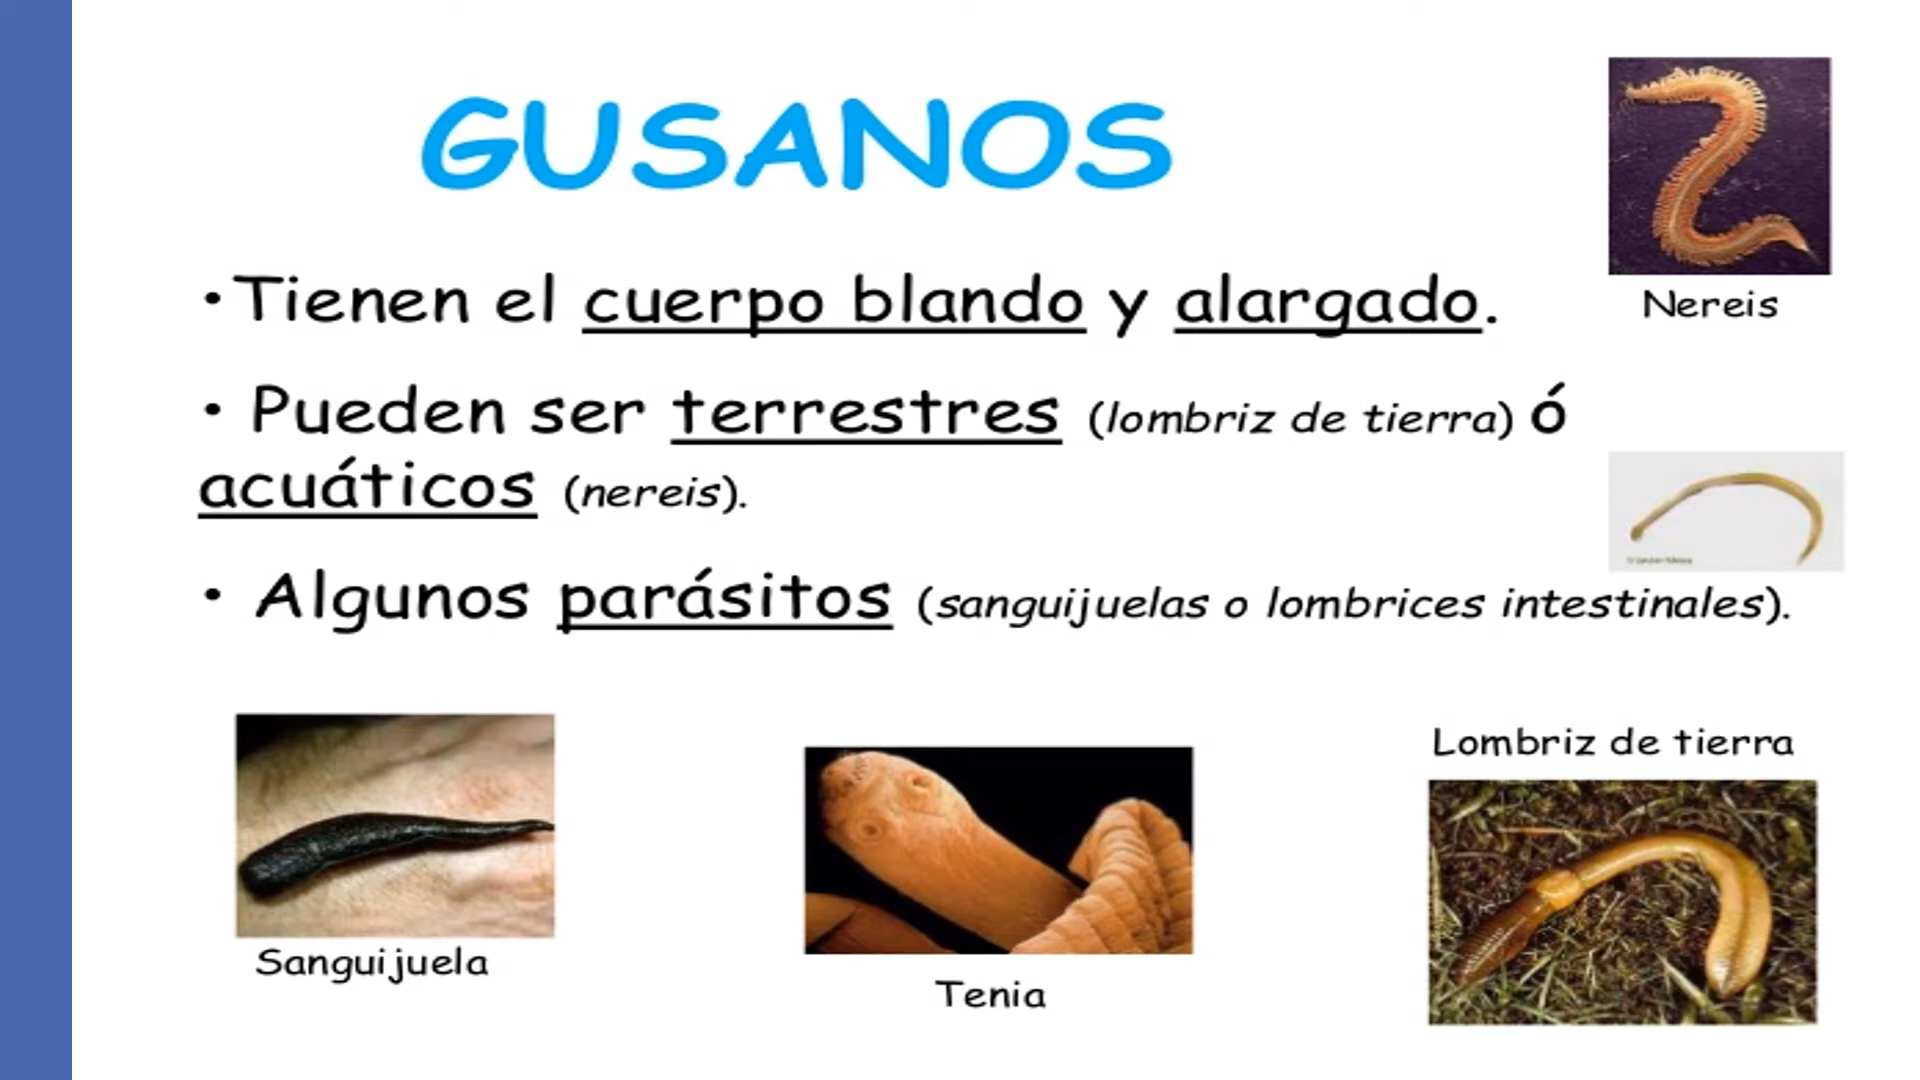 GUSANOS
•Tienen el cuerpo blando y alargado.
Nereis
• Pueden ser terrestres (lombriz de tierra) ó
acuáticos (nereis).
• Algunos parásitos (sanguijuelas o lombrices intestinales).
Lombriz de tierra
Sanguijuela
Tenia